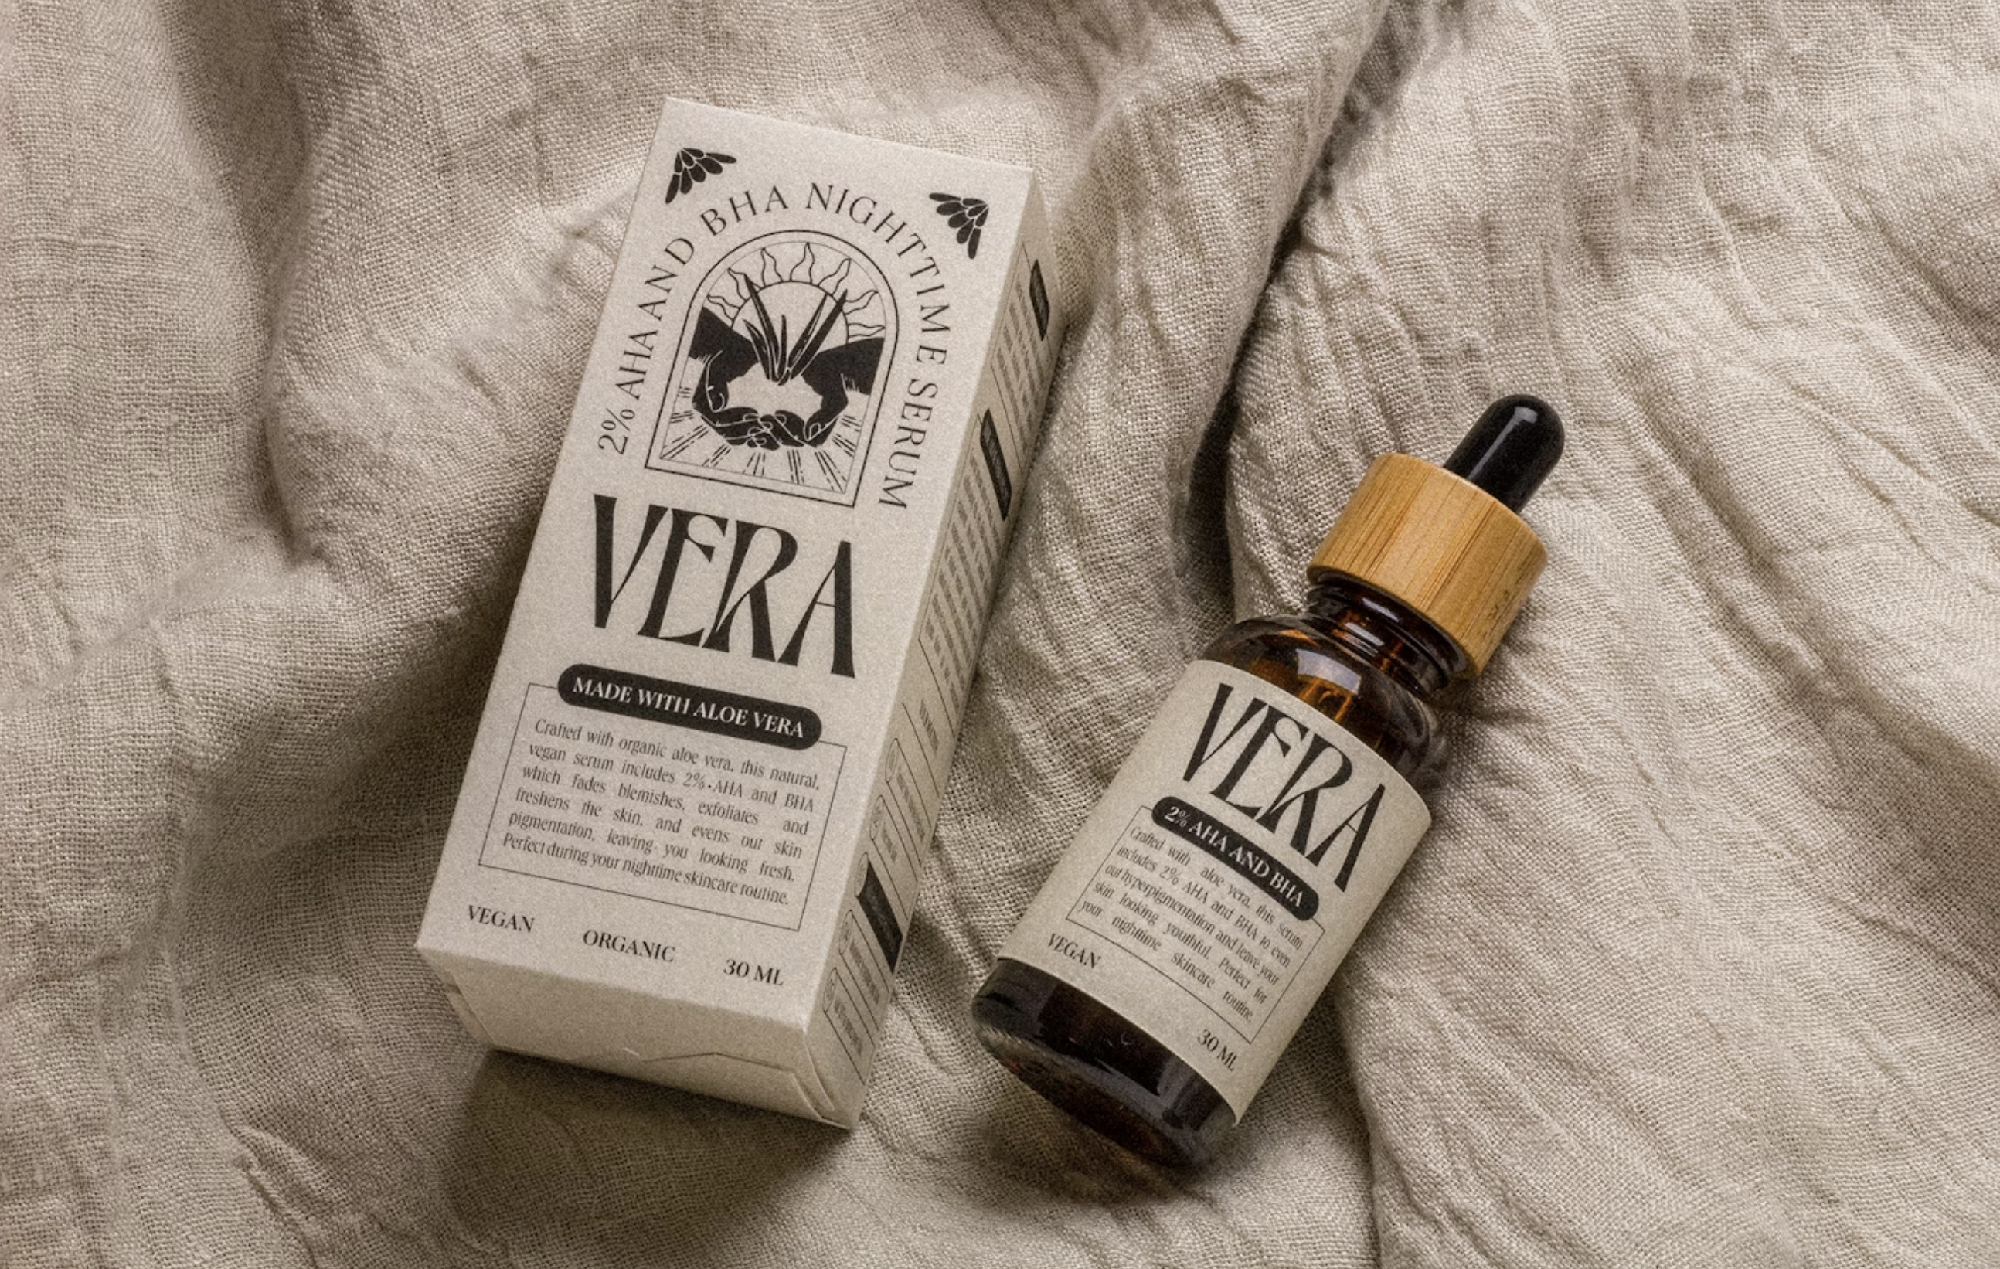 2% AHA AND BHA NIGHTTIME SERUM
VERA
MADE WITH ALOE VERA
Crafted with organic aloe vera, this natural,
vegan serum includes 2% AHA and BHA
which fades blemishes, exfoliates and
freshens the skin, and evens out skin
pigmentation, leaving you looking fresh.
Perfect during your nighttime skincare routine.
VEGAN ORGANIC 30 ML
VERA
2% AHA AND BHA
Crafted with aloe vera, this serum
includes 2% AHA and BHA to even
out hyperpigmentation and leave your
skin looking youthful. Perfect for
your nighttime skincare routine.
VEGAN 30 ML